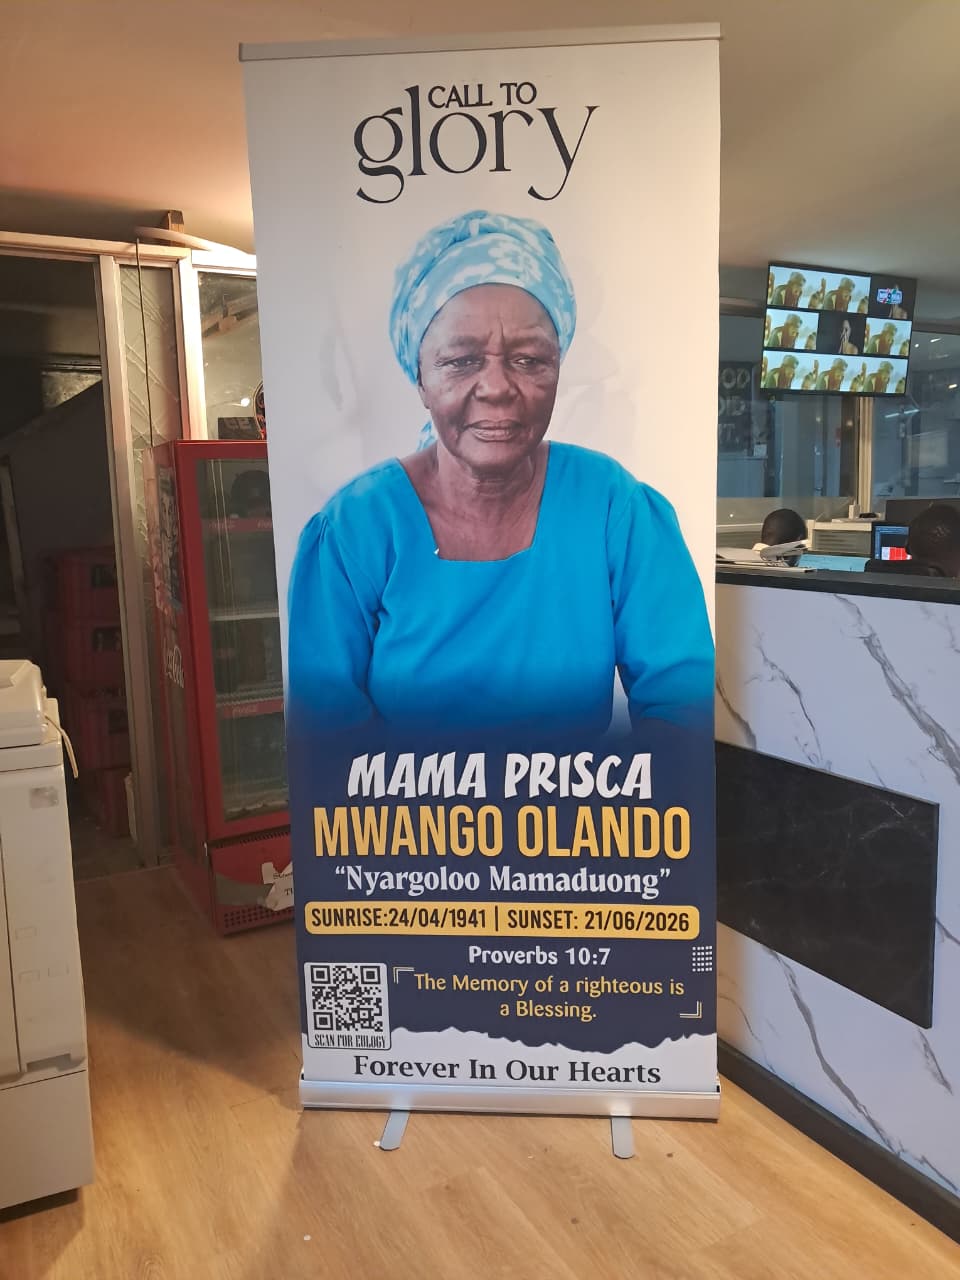 CALL TO
glory
MAMA PRISCA
MWANGO OLANDO
“Nyargoloo Mamaduong”
SUNRISE:24/04/1941 | SUNSET: 21/06/2026
Proverbs 10:7
The Memory of a righteous is
a Blessing.
SCAN FOR EULOGY
Forever In Our Hearts